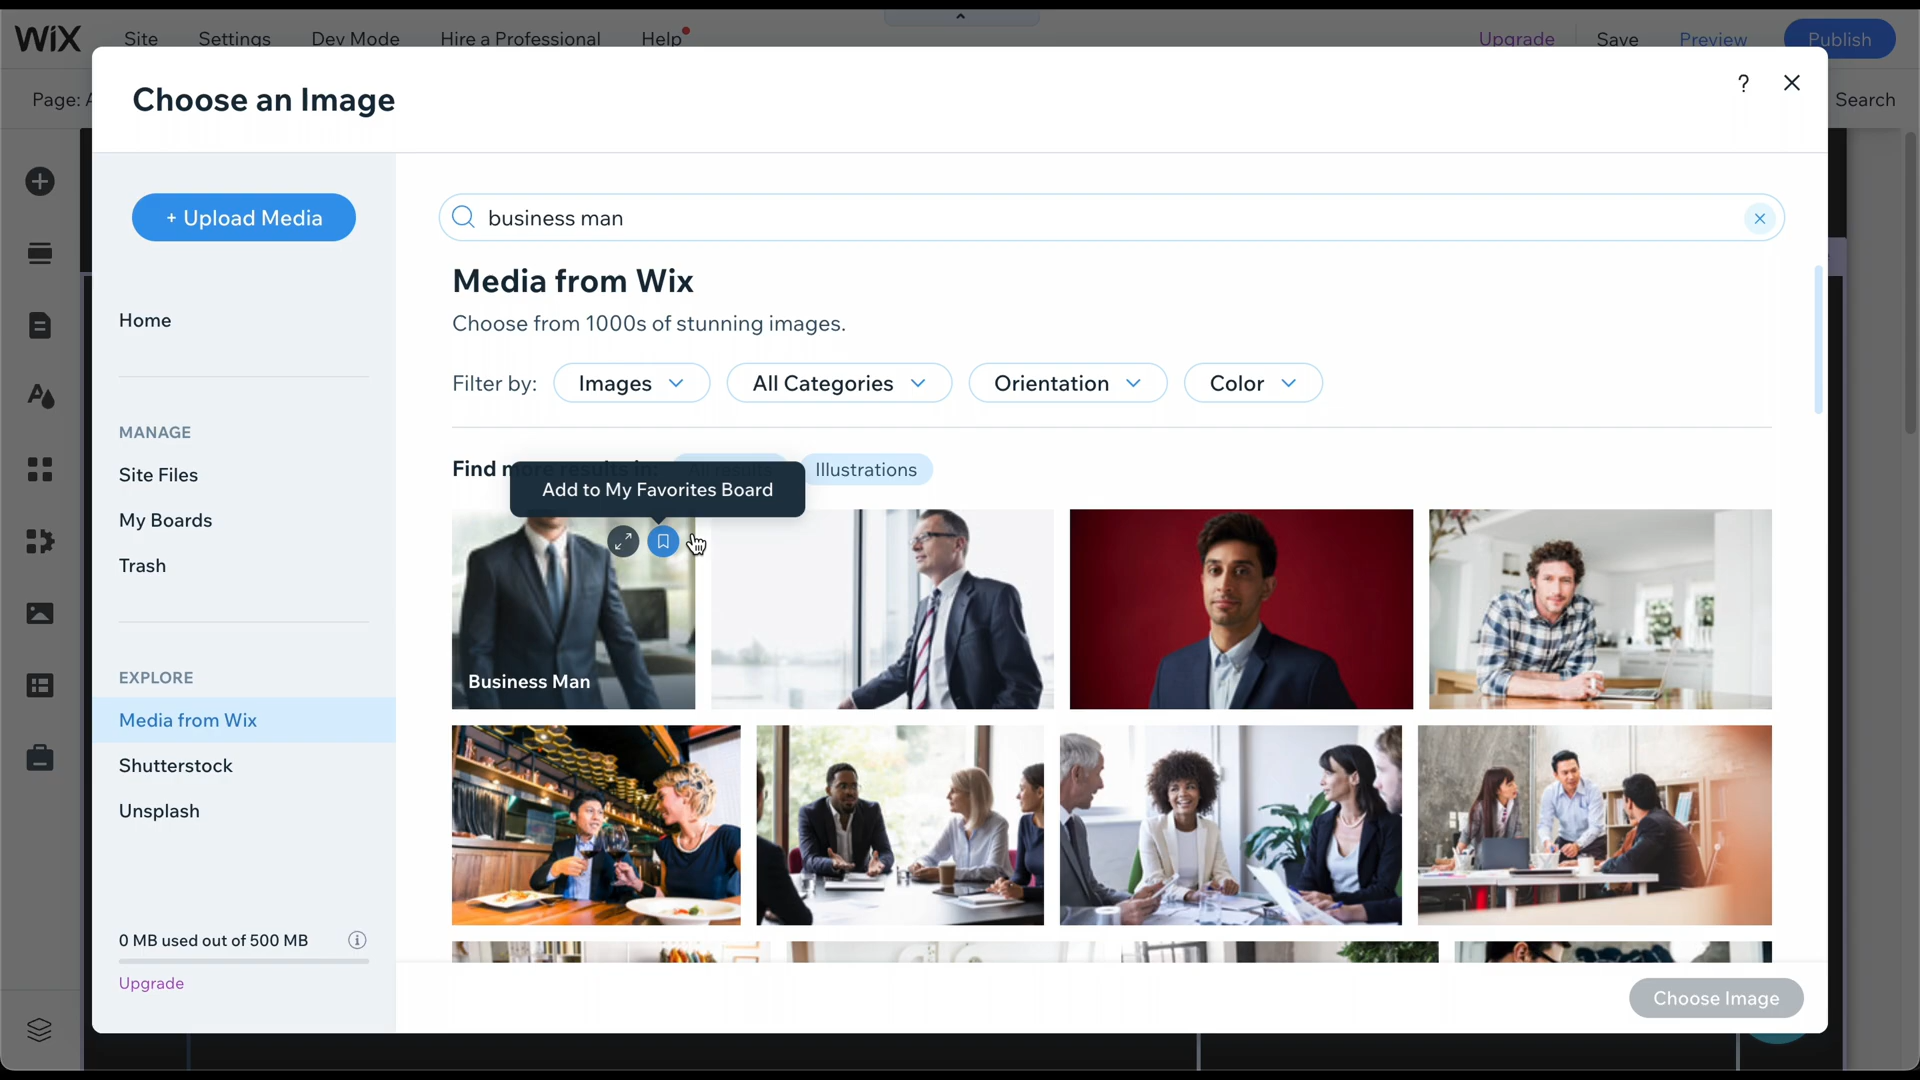 WiX Site Settings Dev Mode Hire a Professional Help Upgrade Save Preview Publish
Page: Search
Choose an Image ?
+ Upload Media
business man
Media from Wix
Choose from 1000s of stunning images.
Filter by: Images All Categories Orientation Color
Find more results in: All results Illustrations
Add to My Favorites Board
Business Man
Home
MANAGE
Site Files
My Boards
Trash
EXPLORE
Media from Wix
Shutterstock
Unsplash
0 MB used out of 500 MB
Upgrade
Choose Image